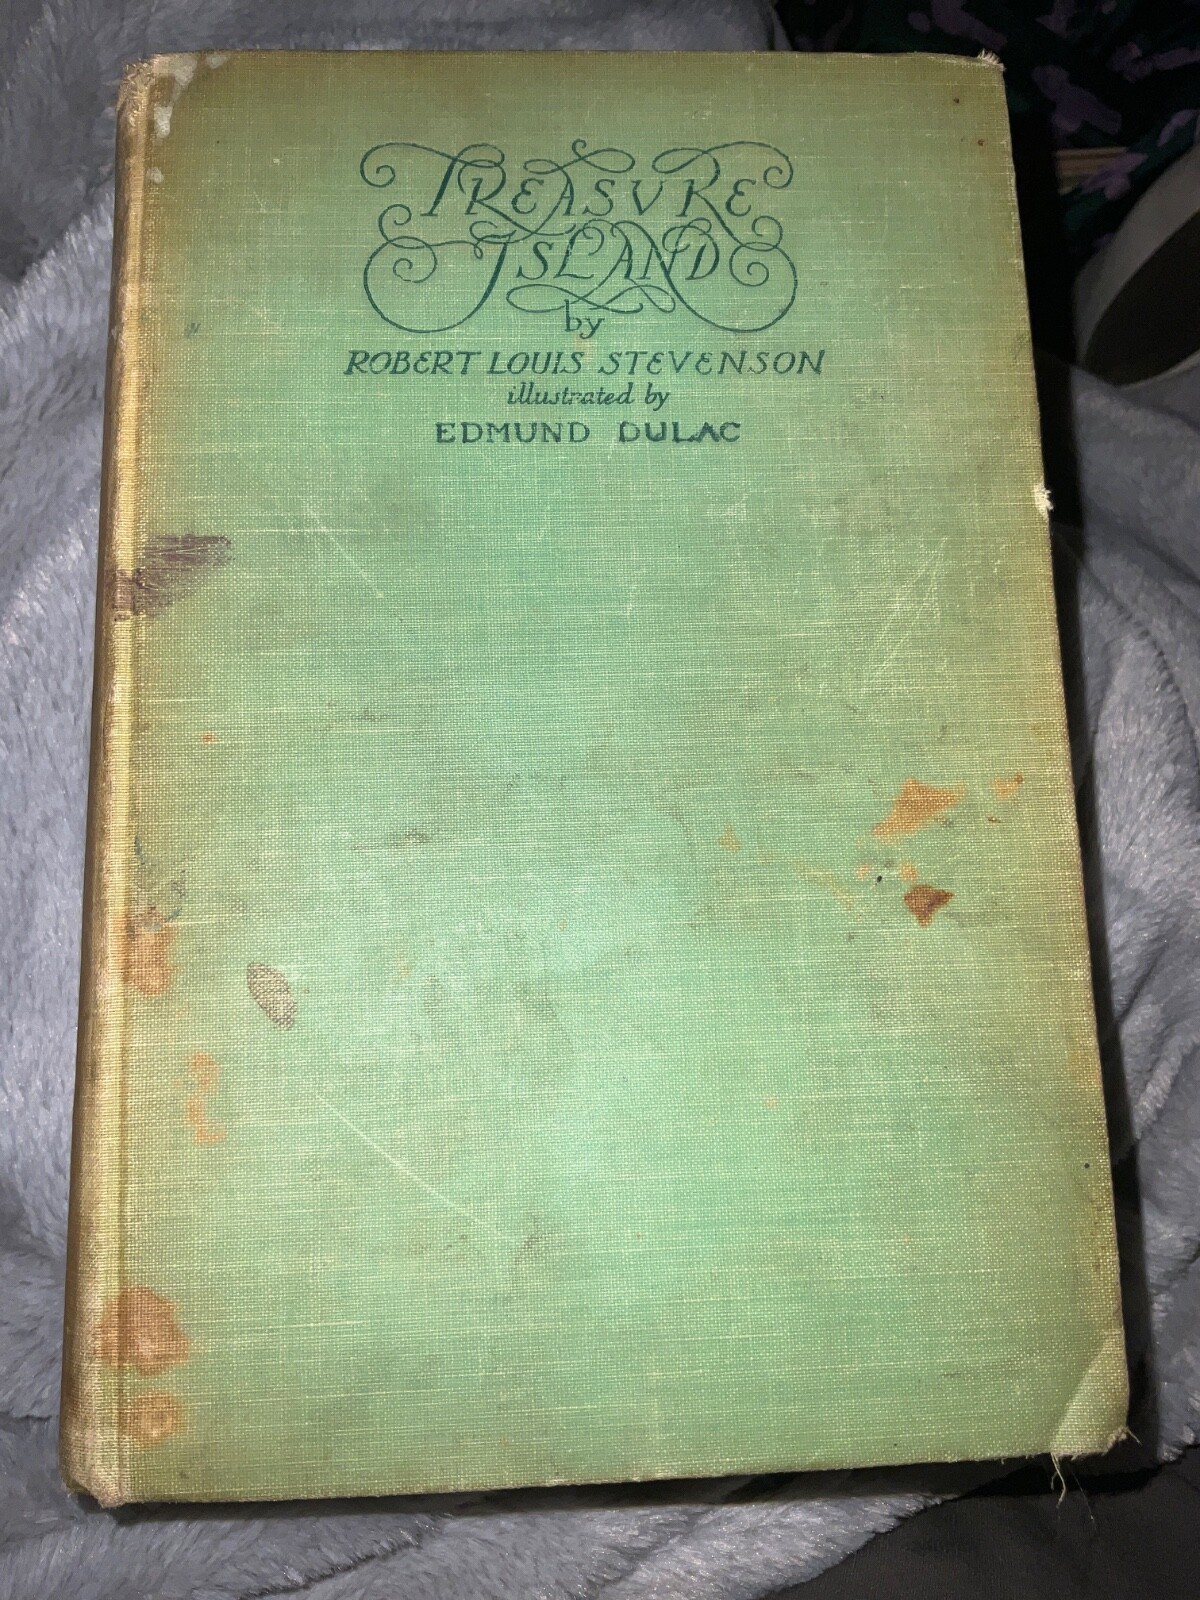 TREASVRE
ISLAND
by
ROBERT LOUIS STEVENSON
illustrated by
EDMUND DULAC